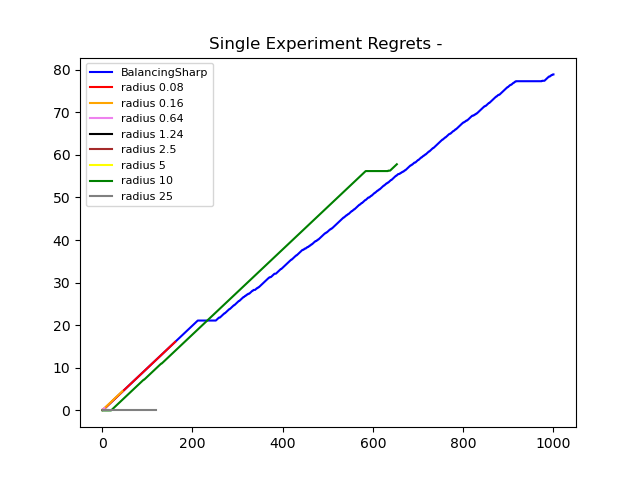 Single Experiment Regrets -
BalancingSharp
radius 0.08
radius 0.16
radius 0.64
radius 1.24
radius 2.5
radius 5
radius 10
radius 25
80
70
60
50
40
30
20
10
0
0 200 400 600 800 1000